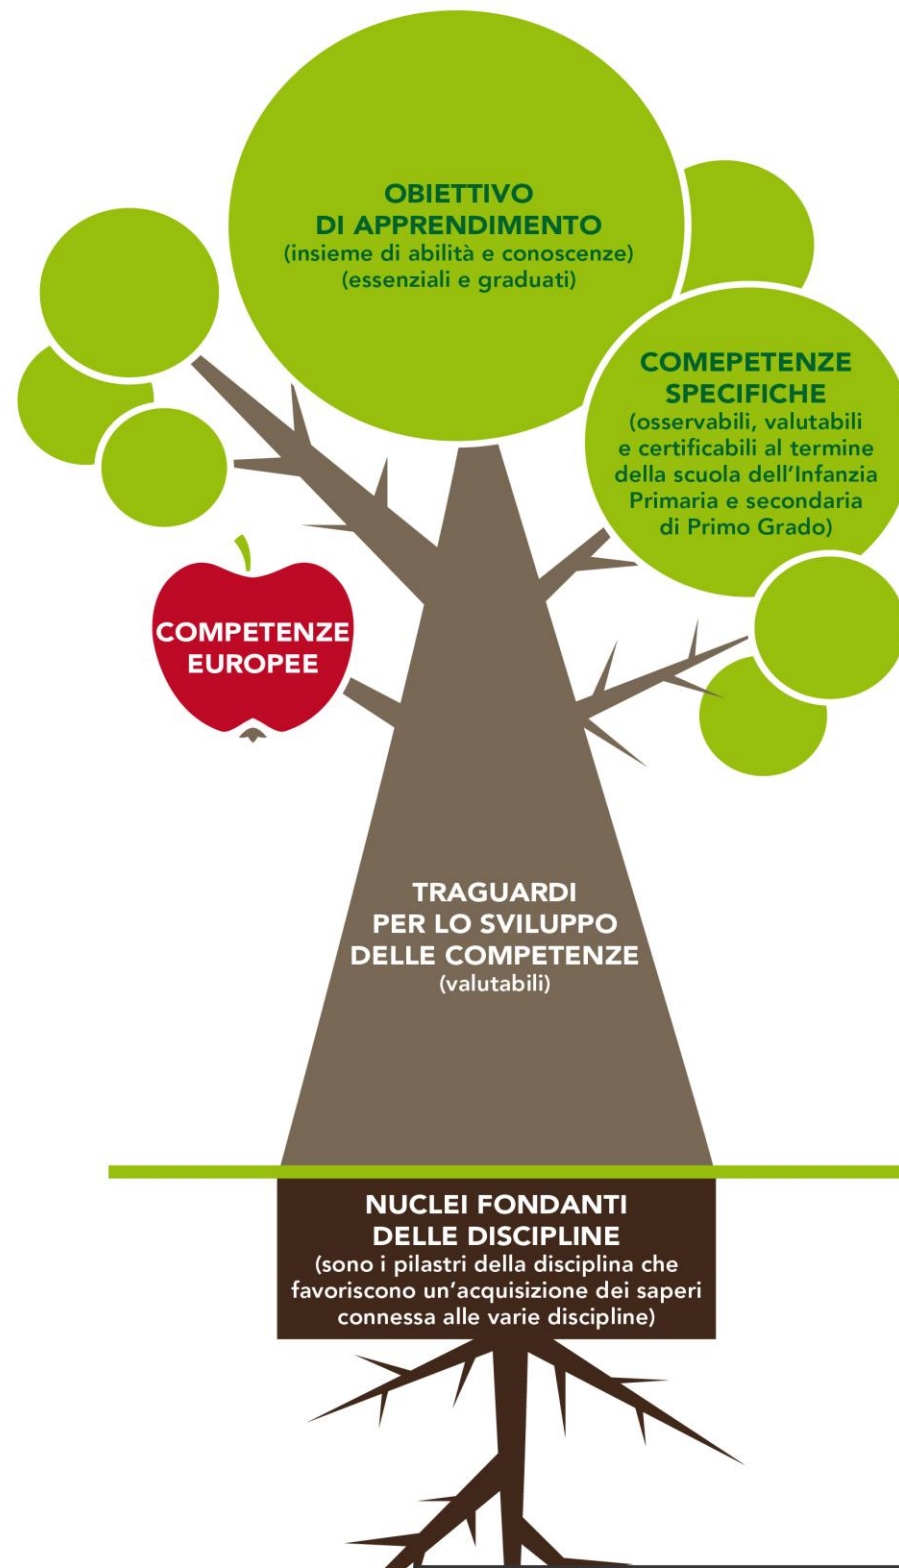 OBIETTIVO
DI APPRENDIMENTO
(insieme di abilità e conoscenze)
(essenziali e graduati)
COMEPETENZE
SPECIFICHE
(osservabili, valutabili
e certificabili al termine
della scuola dell'Infanzia
Primaria e secondaria
di Primo Grado)
COMPETENZE
EUROPEE
TRAGUARDI
PER LO SVILUPPO
DELLE COMPETENZE
(valutabili)
NUCLEI FONDANTI
DELLE DISCIPLINE
(sono i pilastri della disciplina che
favoriscono un'acquisizione dei saperi
connessa alle varie discipline)